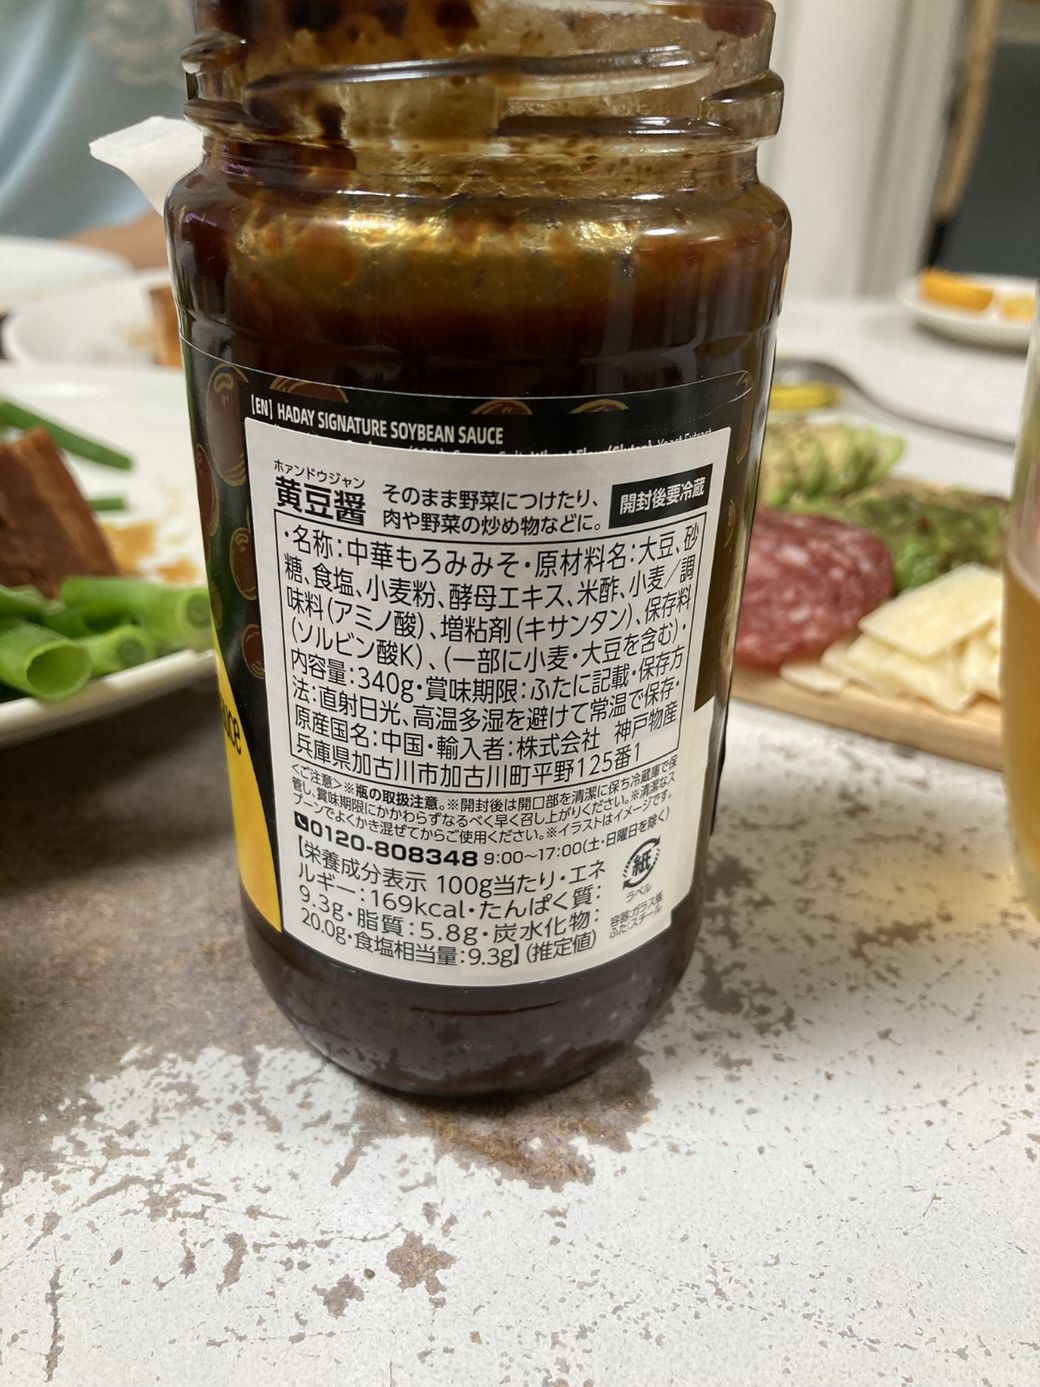 [EN] HADAY SIGNATURE SOYBEAN SAUCE
Yeast Extract
ホァンドウジャン
黄豆醤
そのまま野菜につけたり、
肉や野菜の炒め物などに。
開封後要冷蔵
・名称：中華もろみみそ・原材料名：大豆、砂
糖、食塩、小麦粉、酵母エキス、米酢、小麦／調
味料（アミノ酸）、増粘剤（キサンタン）、保存料
（ソルビン酸K）、（一部に小麦・大豆を含む）・
内容量：340g・賞味期限：ふたに記載・保存方
法：直射日光、高温多湿を避けて常温で保存・
原産国名：中国・輸入者：株式会社 神戸物産
兵庫県加古川市加古川町平野125番1
＜ご注意＞※瓶の取扱注意。※開封後は開口部を清潔に保ち冷蔵庫で保
管し、賞味期限にかかわらずなるべく早く召し上がりください。※清潔なス
プーンでよくかき混ぜてからご使用ください。※イラストはイメージです。
0120-808348 9:00〜17:00（土・日曜日を除く）
【栄養成分表示 100g当たり・エネ
ルギー：169kcal・たんぱく質：
9.3g・脂質：5.8g・炭水化物：
20.0g・食塩相当量：9.3g】（推定値）
紙
ラベル
容器：ガラス瓶
ふた：スチール
uce